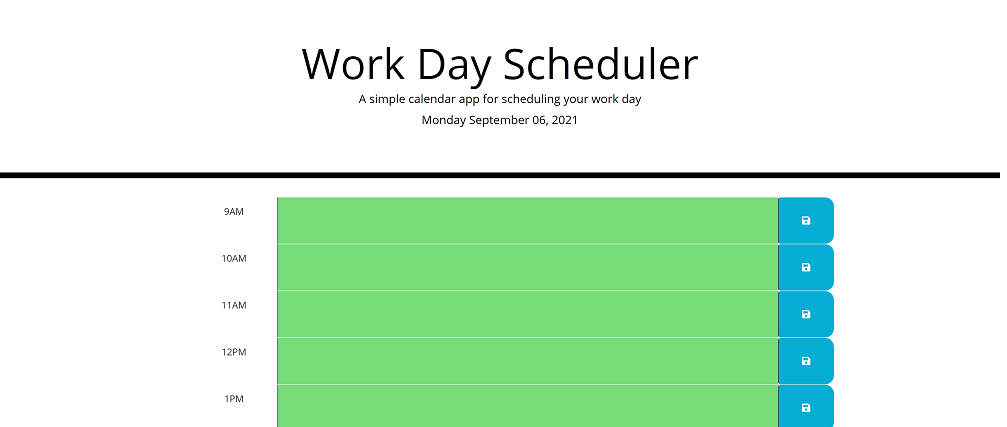 Work Day Scheduler
A simple calendar app for scheduling your work day
Monday September 06, 2021
9AM
10AM
11AM
12PM
1PM